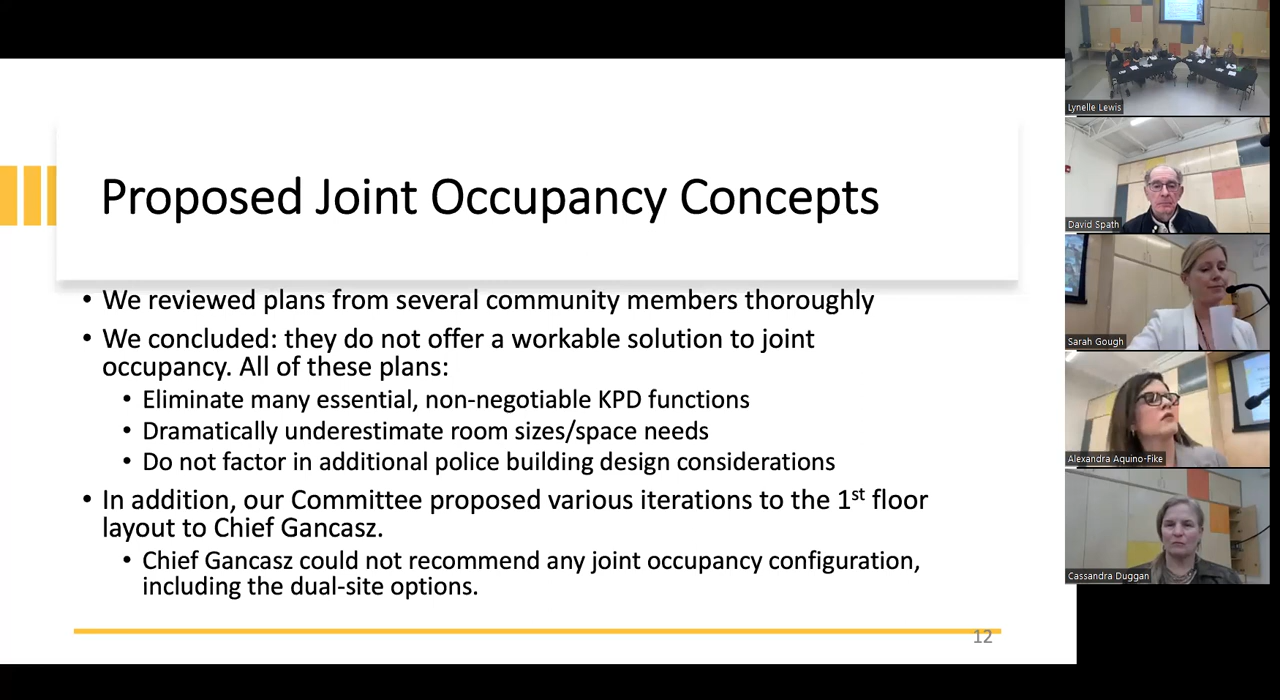 Proposed Joint Occupancy Concepts
• We reviewed plans from several community members thoroughly
• We concluded: they do not offer a workable solution to joint
occupancy. All of these plans:
• Eliminate many essential, non-negotiable KPD functions
• Dramatically underestimate room sizes/space needs
• Do not factor in additional police building design considerations
• In addition, our Committee proposed various iterations to the 1st floor
layout to Chief Gancasz.
• Chief Gancasz could not recommend any joint occupancy configuration,
including the dual-site options.
12
Lynelle Lewis
David Spath
Sarah Gough
Alexandra Aquino-Fike
Cassandra Duggan